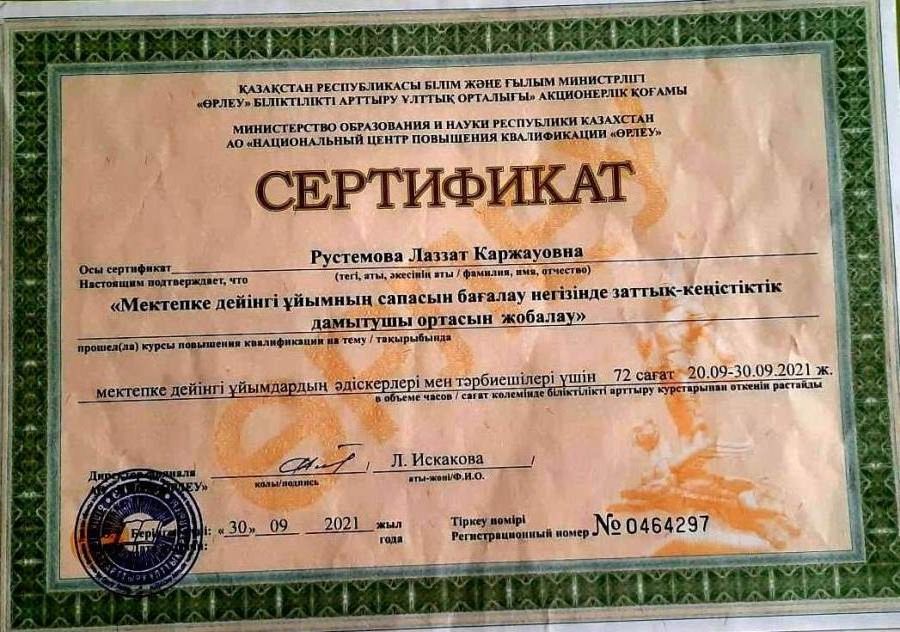 ҚАЗАҚСТАН РЕСПУБЛИКАСЫ БІЛІМ ЖӘНЕ ҒЫЛЫМ МИНИСТРЛІГІ
«ӨРЛЕУ» БІЛІКТІЛІКТІ АРТТЫРУ ҰЛТТЫҚ ОРТАЛЫҒЫ» АКЦИОНЕРЛІК ҚОҒАМЫ
МИНИСТЕРСТВО ОБРАЗОВАНИЯ И НАУКИ РЕСПУБЛИКИ КАЗАХСТАН
АО «НАЦИОНАЛЬНЫЙ ЦЕНТР ПОВЫШЕНИЯ КВАЛИФИКАЦИИ «ӨРЛЕУ»
СЕРТИФИКАТ
Осы сертификат Рустемова Лаззат Каржауовна
Настоящим подтверждает, что (тегі, аты, әкесінің аты / фамилия, имя, отчество)
«Мектепке дейінгі ұйымның сапасын бағалау негізінде заттық-кеңістіктік
дамытушы ортасын жобалау»
прошел(ла) курсы повышения квалификации на тему / тақырыбында
мектепке дейінгі ұйымдардың әдіскерлері мен тәрбиешілері үшін 72 сағат 20.09-30.09.2021 ж.
в объеме часов / сағат көлемінде біліктілікті арттыру курстарынан өткенін растайды
Л. Искакова
колы/подпись аты-жөні/Ф.И.О.
«30» 09 2021 жыл
года
Тіркеу нөмірі
Регистрационный номер № 0464297